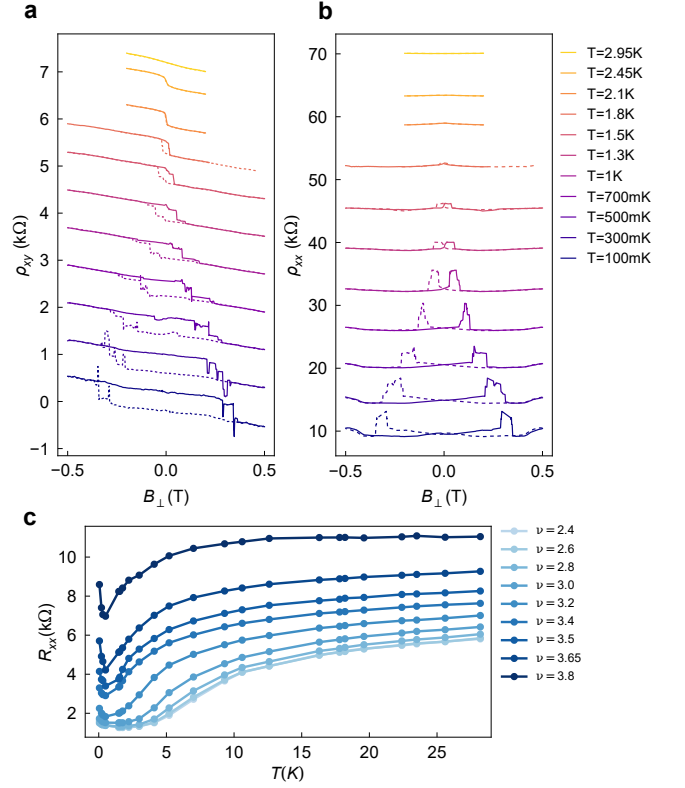 a
b
ρxy (kΩ)
7
6
5
4
3
2
1
0
−1
−0.5
0.0
0.5
B⊥(T)
ρxx (kΩ)
70
60
50
40
30
20
10
−0.5
0.0
0.5
B⊥(T)
T=2.95K
T=2.45K
T=2.1K
T=1.8K
T=1.5K
T=1.3K
T=1K
T=700mK
T=500mK
T=300mK
T=100mK
c
Rxx(kΩ)
10
8
6
4
2
0
5
10
15
20
25
T(K)
ν = 2.4
ν = 2.6
ν = 2.8
ν = 3.0
ν = 3.2
ν = 3.4
ν = 3.5
ν = 3.65
ν = 3.8